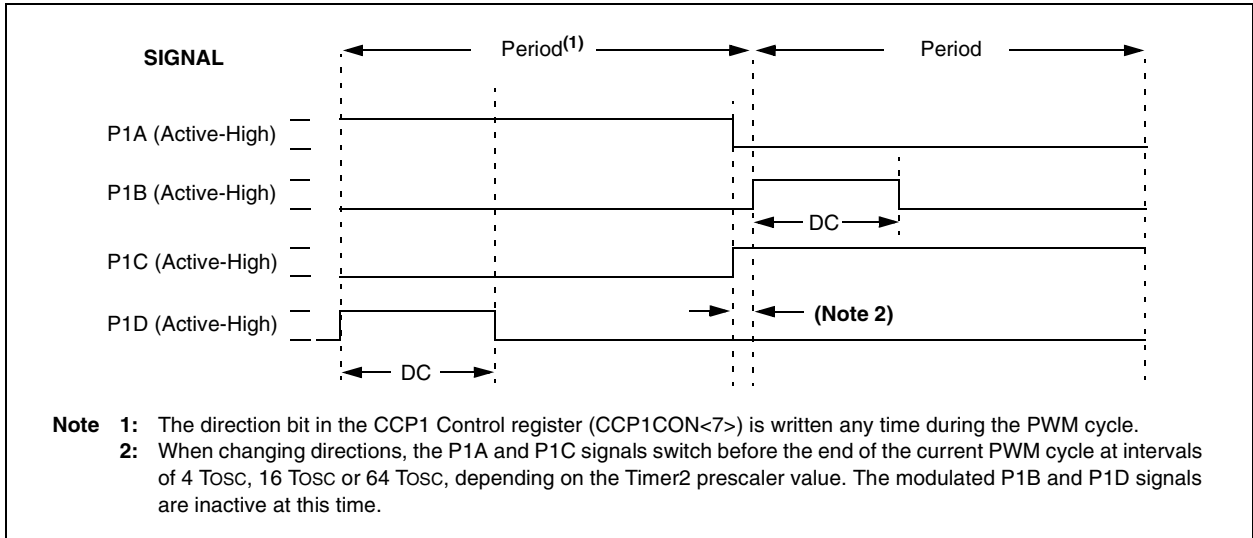 SIGNAL
Period(1)
Period
P1A (Active-High)
P1B (Active-High)
DC
P1C (Active-High)
P1D (Active-High)
(Note 2)
DC
Note 1: The direction bit in the CCP1 Control register (CCP1CON<7>) is written any time during the PWM cycle.
2: When changing directions, the P1A and P1C signals switch before the end of the current PWM cycle at intervals
of 4 TOSC, 16 TOSC or 64 TOSC, depending on the Timer2 prescaler value. The modulated P1B and P1D signals
are inactive at this time.